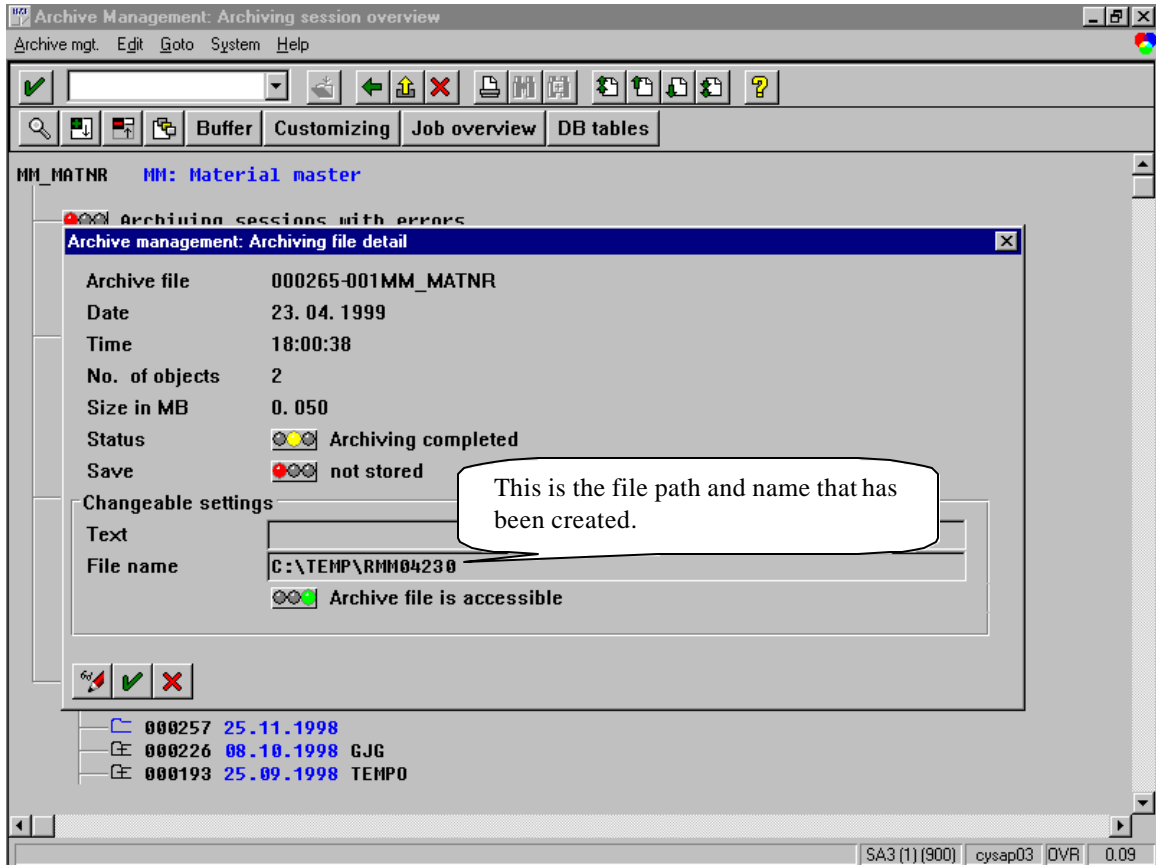 Archive Management: Archiving session overview
Archive mgt. Edit Goto System Help
Buffer Customizing Job overview DB tables
MM_MATNR MM: Material master
Archiving sessions with errors
Archive management: Archiving file detail
Archive file 000265-001MM_MATNR
Date 23. 04. 1999
Time 18:00:38
No. of objects 2
Size in MB 0. 050
Status Archiving completed
Save not stored
This is the file path and name that has
been created.
Changeable settings
Text
File name C:\TEMP\RMM04230
Archive file is accessible
000257 25.11.1998
000226 08.10.1998 GJG
000193 25.09.1998 TEMPO
SA3 (1) (900) cysap03 OVR 0.09